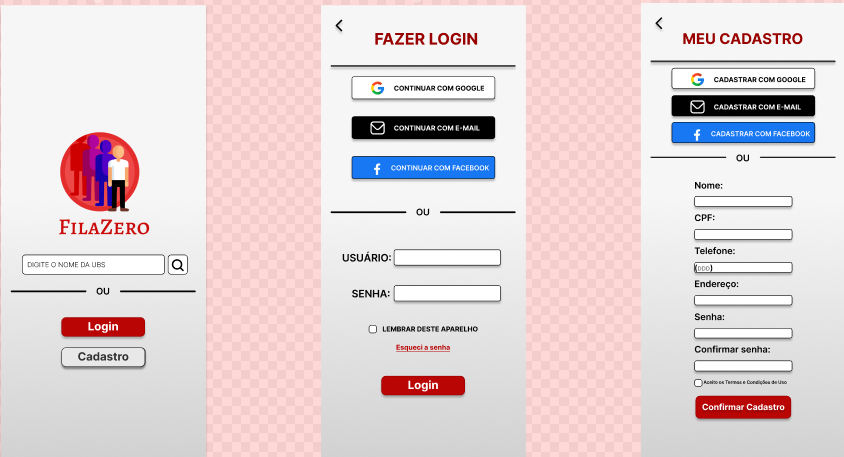 FILAZERO
DIGITE O NOME DA UBS
OU
Login
Cadastro
FAZER LOGIN
CONTINUAR COM GOOGLE
CONTINUAR COM E-MAIL
CONTINUAR COM FACEBOOK
OU
USUÁRIO:
SENHA:
LEMBRAR DESTE APARELHO
Esqueci a senha
Login
MEU CADASTRO
CADASTRAR COM GOOGLE
CADASTRAR COM E-MAIL
CADASTRAR COM FACEBOOK
OU
Nome:
CPF:
Telefone:
(DDD)
Endereço:
Senha:
Confirmar senha:
Aceito os Termos e Condições de Uso
Confirmar Cadastro